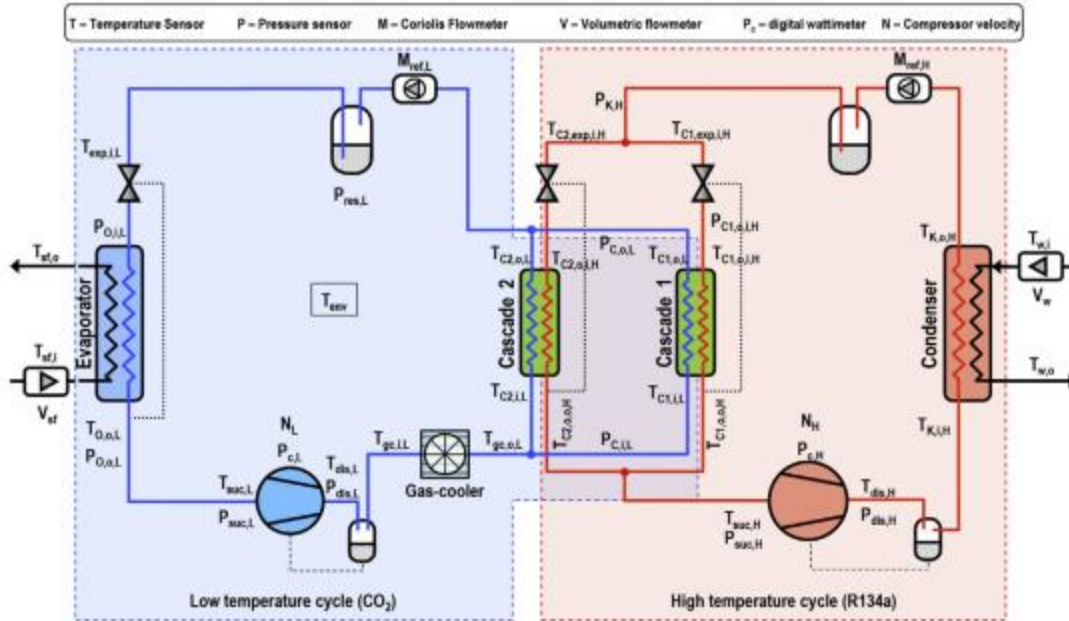 T – Temperature Sensor P – Pressure sensor M – Coriolis Flowmeter V – Volumetric flowmeter Pc – digital wattimeter N – Compressor velocity
Mref,L
Mref,H
PK,H
TC2,exp,i,H
TC1,exp,i,H
Texp,i,L
Pres,L
PO,i,L
PC1,o,i,H
PC,o,L
TK,o,H
Tw,i
Tsf,o
TC2,o,L
TC2,o,i,H
TC1,o,L
TC1,o,i,H
Vw
Evaporator
Tenv
Cascade 2
Cascade 1
Condenser
Tsf,i
Tw,o
Vsf
TC2,i,L
TC1,i,L
TC2,o,o,H
TC1,o,o,H
TO,o,L
PO,o,L
NL
Pc,L
Tgc,i,L
Tgc,o,L
PC,i,L
NH
Pc,H
TK,i,H
Gas-cooler
Tdis,L
Pdis,L
Tsuc,L
Psuc,L
Tdis,H
Pdis,H
Tsuc,H
Psuc,H
Low temperature cycle (CO2)
High temperature cycle (R134a)